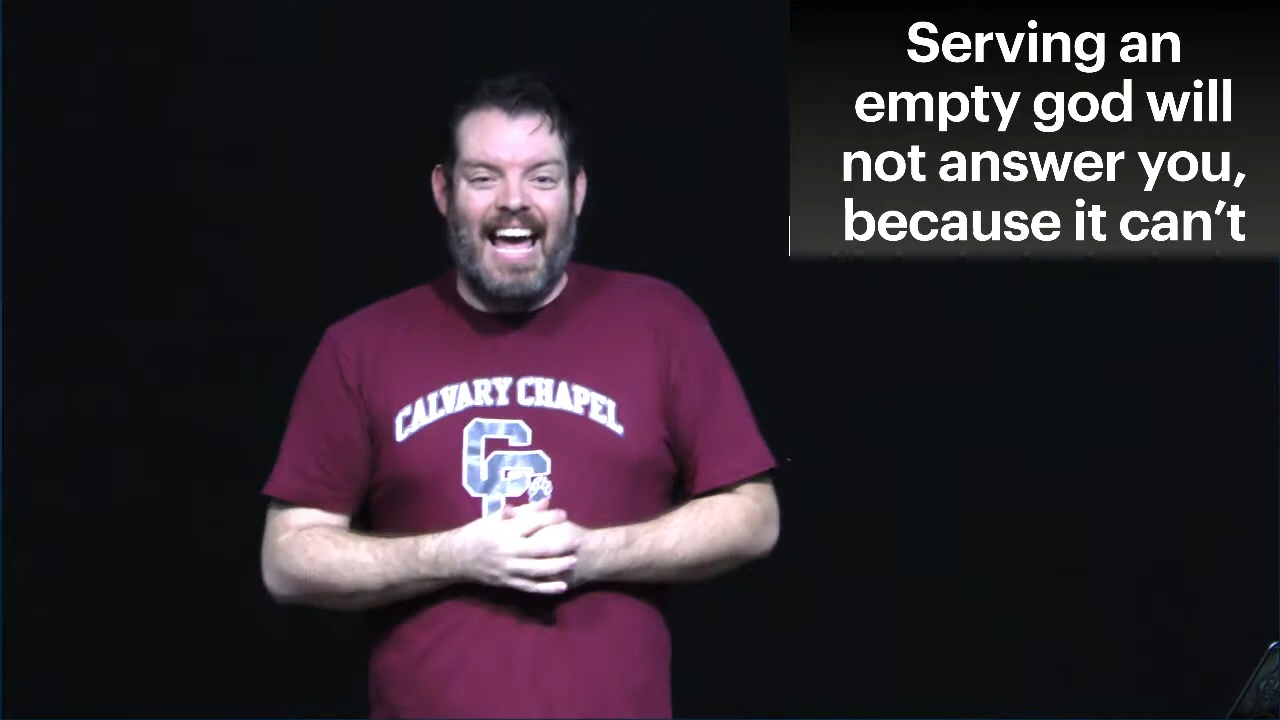 Serving an
empty god will
not answer you,
because it can’t
CALVARY CHAPEL
CC